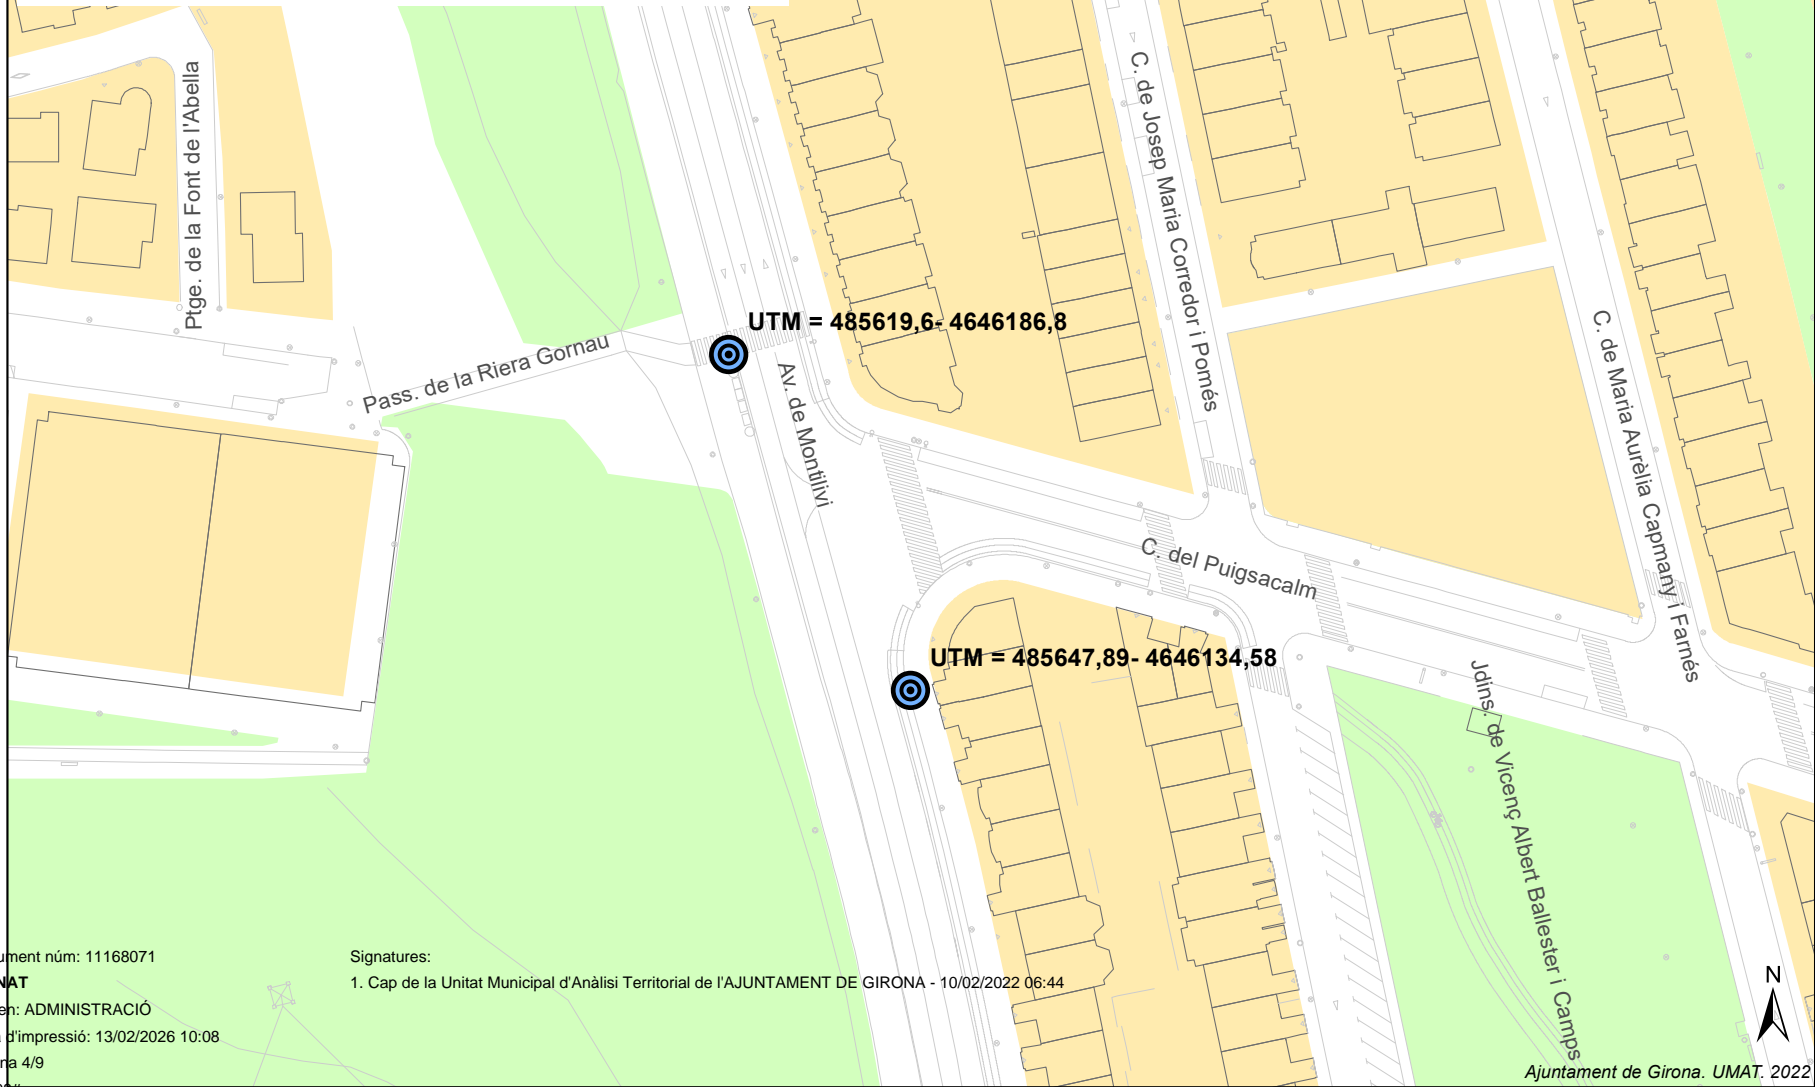 Ptge. de la Font de l'Abella
C. de Josep Maria Corredor i Pomés
C. de Maria Aurèlia Capmany i Farnés
UTM = 485619,6- 4646186,8
Pass. de la Riera Gornau
Av. de Montilivi
C. del Puigsacalm
UTM = 485647,89- 4646134,58
Jdins. de Vicenç Albert Ballester i Camps
ument núm: 11168071
NAT
en: ADMINISTRACIÓ
d'impressió: 13/02/2026 10:08
na 4/9
Signatures:
1. Cap de la Unitat Municipal d'Anàlisi Territorial de l'AJUNTAMENT DE GIRONA - 10/02/2022 06:44
N
Ajuntament de Girona. UMAT. 2022